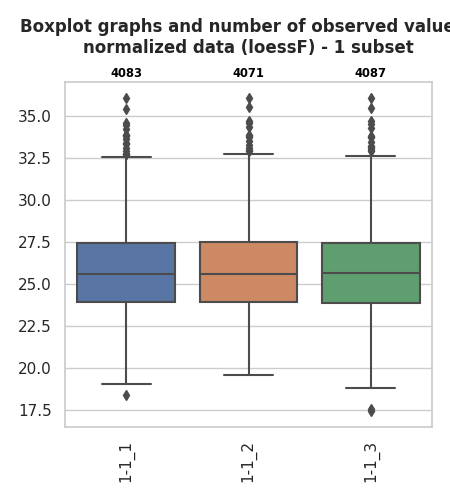 Boxplot graphs and number of observed value
normalized data (loessF) - 1 subset
4083 4071 4087
35.0
32.5
30.0
27.5
25.0
22.5
20.0
17.5
1-1_1 1-1_2 1-1_3